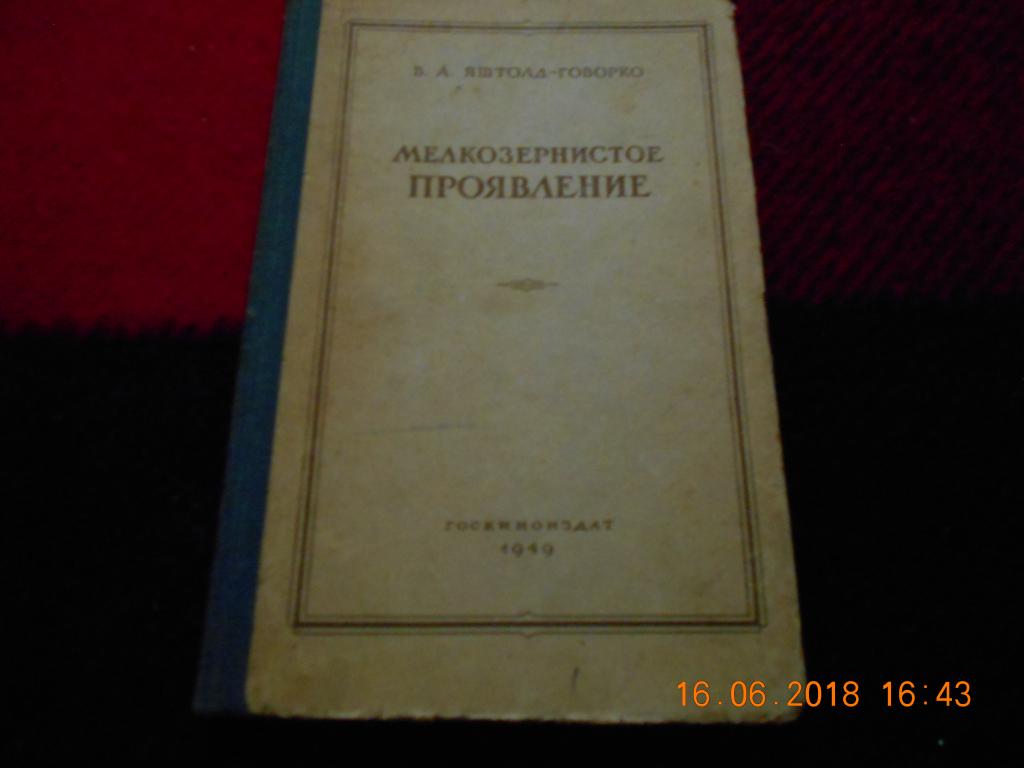 В. А. ЯШТОЛД-ГОВОРКО
МЕЛКОЗЕРНИСТОЕ
ПРОЯВЛЕНИЕ
ГОСКИНОИЗДАТ
1949
16.06.2018 16:43